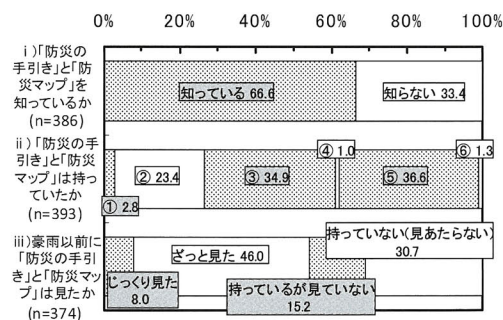 0% 20% 40% 60% 80% 100%
ⅰ)「防災の
手引き」と「防
災マップ」を
知っているか
(n=386)
知っている 66.6
知らない 33.4
ⅱ)「防災の手
引き」と「防災
マップ」は持っ
ていたか
(n=393)
① 2.8
② 23.4
③ 34.9
④ 1.0
⑤ 36.6
⑥ 1.3
ⅲ)豪雨以前に
「防災の手引
き」と「防災マッ
プ」は見たか
(n=374)
じっくり見た
8.0
ざっと見た 46.0
持っているが見ていない
15.2
持っていない(見あたらない)
30.7